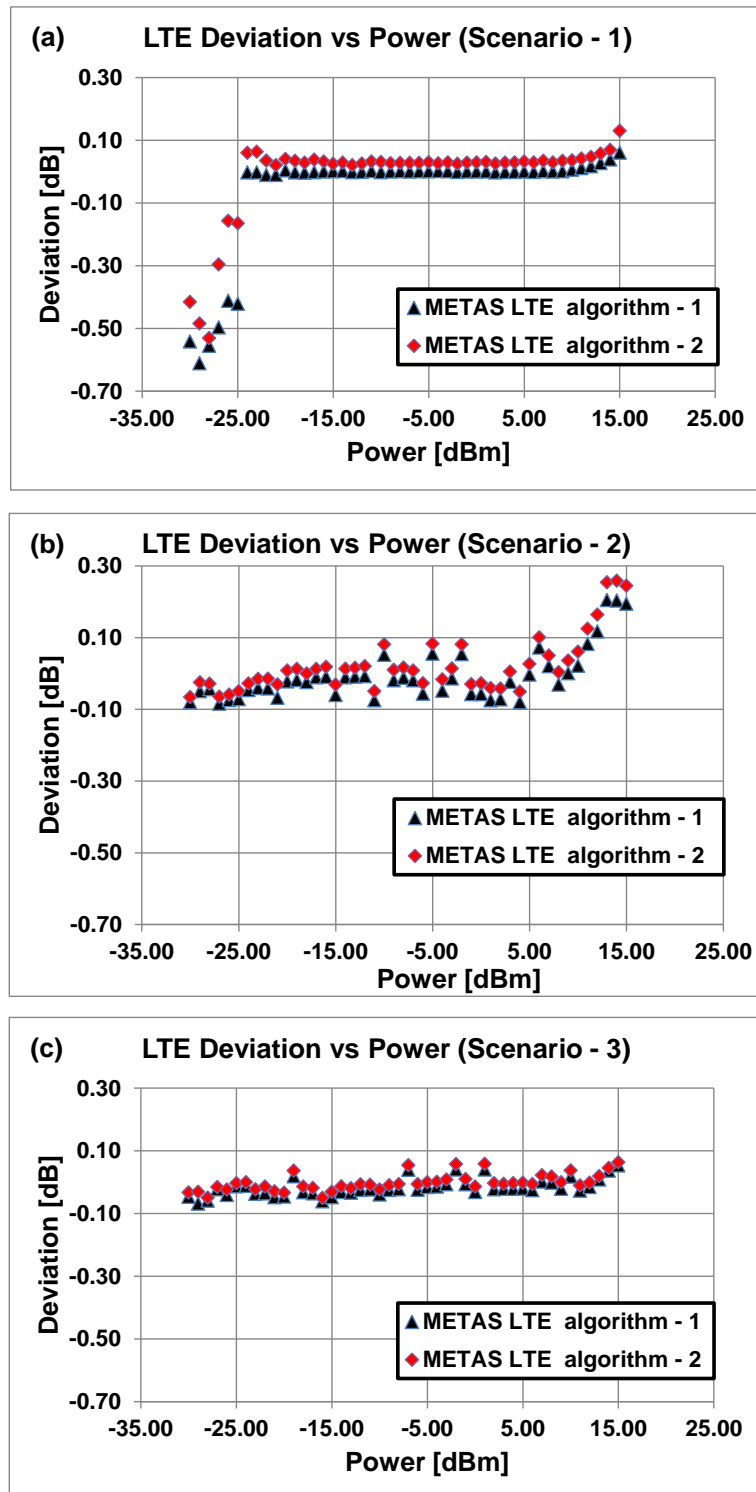 (a) LTE Deviation vs Power (Scenario - 1)
0.30
0.10
-0.10
-0.30
-0.50
-0.70
Deviation [dB]
METAS LTE algorithm - 1
METAS LTE algorithm - 2
-35.00 -25.00 -15.00 -5.00 5.00 15.00 25.00
Power [dBm]
(b) LTE Deviation vs Power (Scenario - 2)
0.30
0.10
-0.10
-0.30
-0.50
-0.70
Deviation [dB]
METAS LTE algorithm - 1
METAS LTE algorithm - 2
-35.00 -25.00 -15.00 -5.00 5.00 15.00 25.00
Power [dBm]
(c) LTE Deviation vs Power (Scenario - 3)
0.30
0.10
-0.10
-0.30
-0.50
-0.70
Deviation [dB]
METAS LTE algorithm - 1
METAS LTE algorithm - 2
-35.00 -25.00 -15.00 -5.00 5.00 15.00 25.00
Power [dBm]